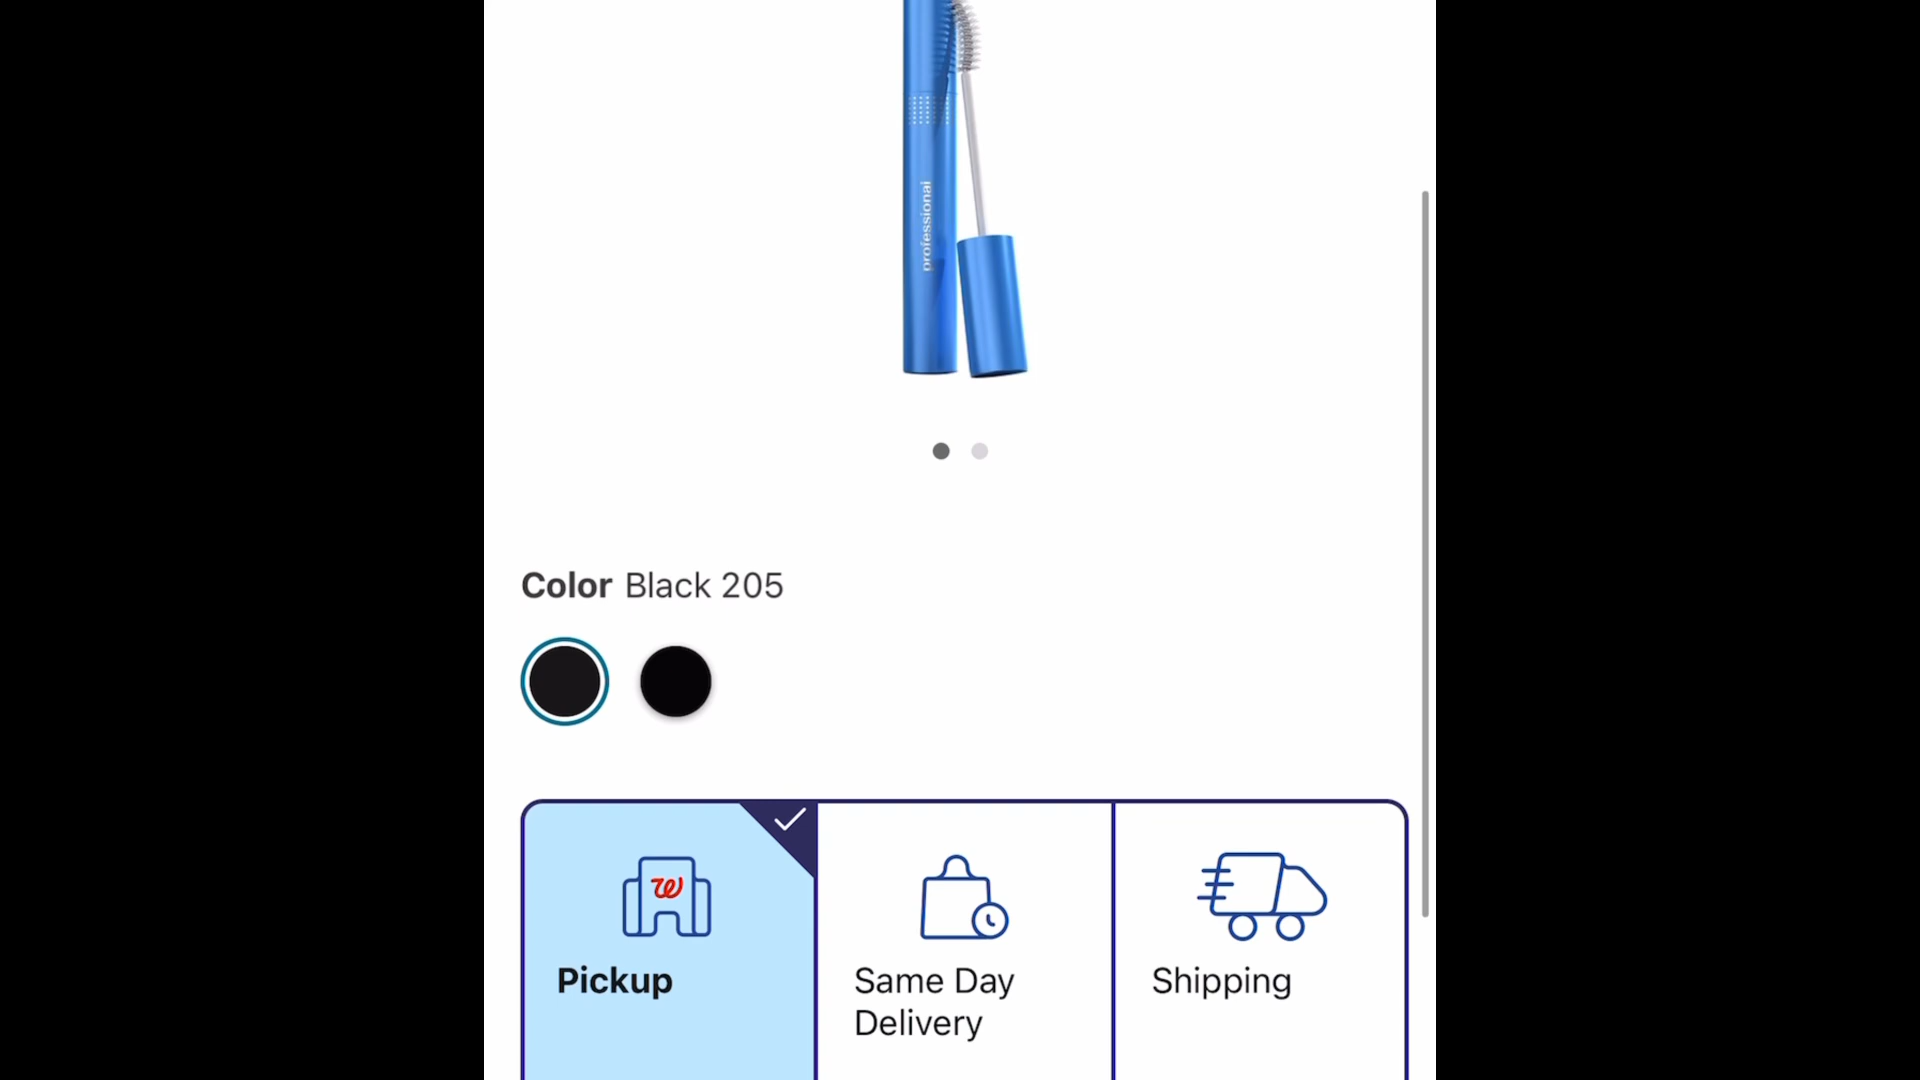 professional
Color Black 205
W
Pickup
Same Day
Delivery
Shipping